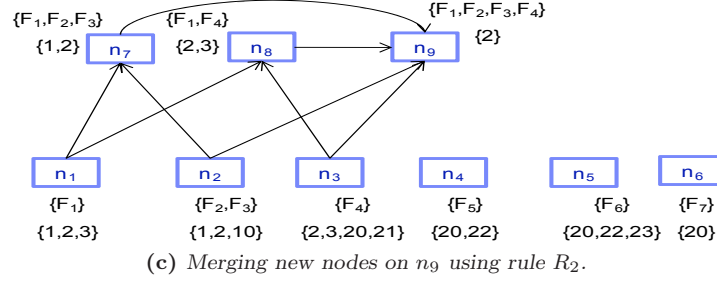 {F1,F2,F3} {F1,F4} {F1,F2,F3,F4}
{1,2} n7 {2,3} n8 n9 {2}
n1 n2 n3 n4 n5 n6
{F1} {F2,F3} {F4} {F5} {F6} {F7}
{1,2,3} {1,2,10} {2,3,20,21} {20,22} {20,22,23} {20}
(c) Merging new nodes on n9 using rule R2.